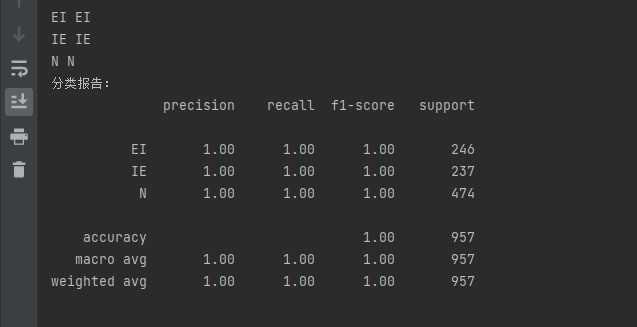 EI EI
IE IE
N N
分类报告:
precision recall f1-score support
EI 1.00 1.00 1.00 246
IE 1.00 1.00 1.00 237
N 1.00 1.00 1.00 474
accuracy 1.00 957
macro avg 1.00 1.00 1.00 957
weighted avg 1.00 1.00 1.00 957